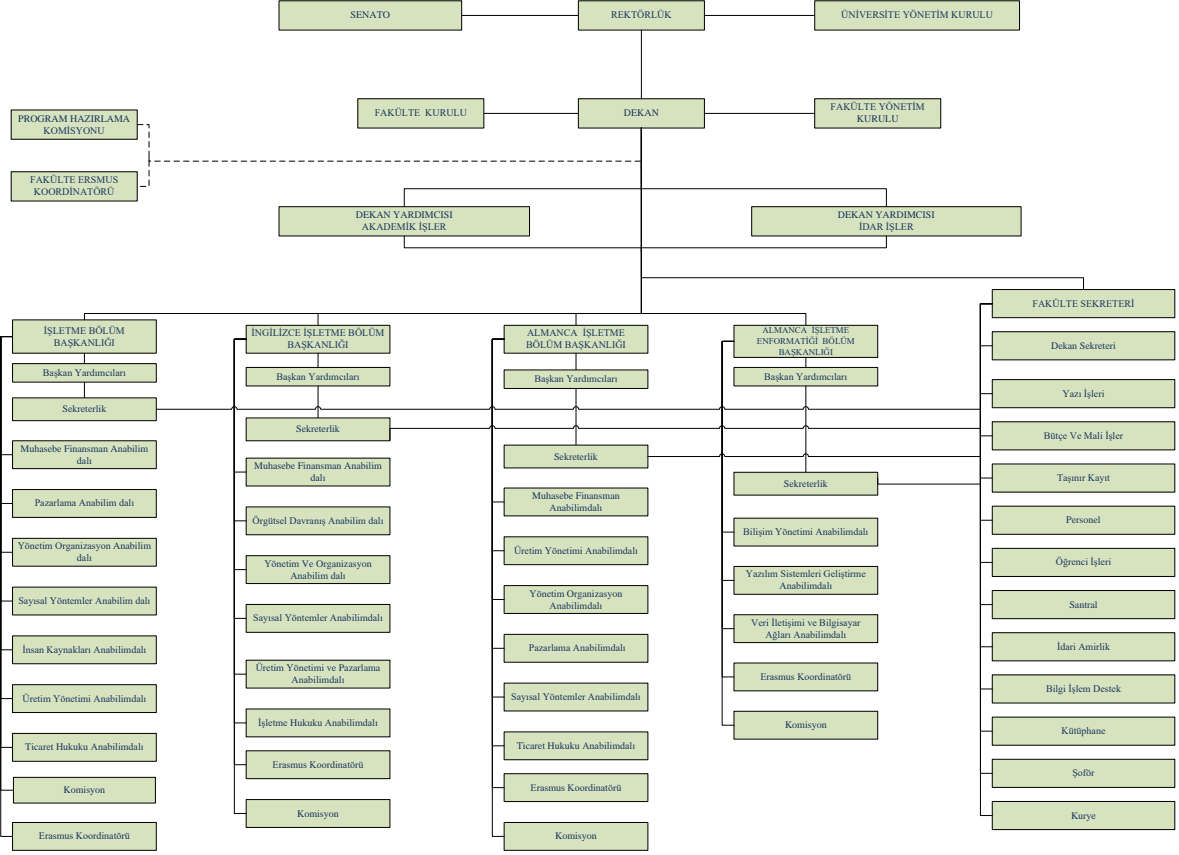 SENATO
REKTÖRLÜK
ÜNİVERSİTE YÖNETİM KURULU
PROGRAM HAZIRLAMA
KOMİSYONU
FAKÜLTE KURULU
DEKAN
FAKÜLTE YÖNETİM
KURULU
FAKÜLTE ERSMUS
KOORDİNATÖRÜ
DEKAN YARDIMCISI
AKADEMİK İŞLER
DEKAN YARDIMCISI
İDAR İŞLER
İŞLETME BÖLÜM
BAŞKANLIĞI
Başkan Yardımcıları
Sekreterlik
Muhasebe Finansman Anabilim
dalı
Pazarlama Anabilim dalı
Yönetim Organizasyon Anabilim
dalı
Sayısal Yöntemler Anabilim dalı
İnsan Kaynakları Anabilimdalı
Üretim Yönetimi Anabilimdalı
Ticaret Hukuku Anabilimdalı
Komisyon
Erasmus Koordinatörü
İNGİLİZCE İŞLETME BÖLÜM
BAŞKANLIĞI
Başkan Yardımcıları
Sekreterlik
Muhasebe Finansman Anabilim
dalı
Örgütsel Davranış Anabilim dalı
Yönetim Ve Organizasyon
Anabilim dalı
Sayısal Yöntemler Anabilimdalı
Üretim Yönetimi ve Pazarlama
Anabilimdalı
İşletme Hukuku Anabilimdalı
Erasmus Koordinatörü
Komisyon
ALMANCA İŞLETME
BÖLÜM BAŞKANLIĞI
Başkan Yardımcıları
Sekreterlik
Muhasebe Finansman
Anabilimdalı
Üretim Yönetimi Anabilimdalı
Yönetim Organizasyon
Anabilimdalı
Pazarlama Anabilimdalı
Sayısal Yöntemler Anabilimdalı
Ticaret Hukuku Anabilimdalı
Erasmus Koordinatörü
Komisyon
ALMANCA İŞLETME
ENFORMATİĞİ BÖLÜM
BAŞKANLIĞI
Başkan Yardımcıları
Sekreterlik
Bilişim Yönetimi Anabilimdalı
Yazılım Sistemleri Geliştirme
Anabilimdalı
Veri İletişimi ve Bilgisayar
Ağları Anabilimdalı
Erasmus Koordinatörü
Komisyon
FAKÜLTE SEKRETERİ
Dekan Sekreteri
Yazı İşleri
Bütçe Ve Mali İşler
Taşınır Kayıt
Personel
Öğrenci İşleri
Santral
İdari Amirlik
Bilgi İşlem Destek
Kütüphane
Şoför
Kurye